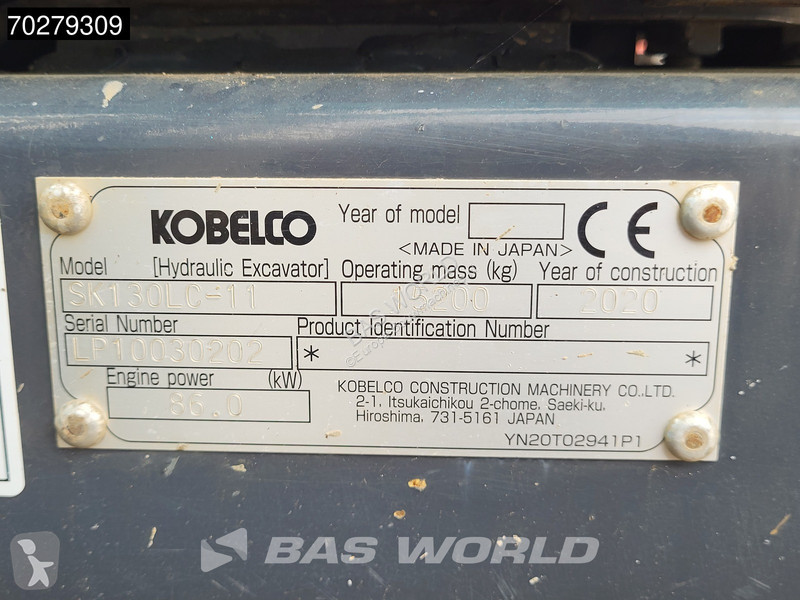 70279309
KOBELCO
Year of model
<MADE IN JAPAN>
CE
Model [Hydraulic Excavator] Operating mass (kg) Year of construction
SK130LC-11 2020
Serial Number Product Identification Number
LP10030202 * *
Engine power (kW)
86.0
KOBELCO CONSTRUCTION MACHINERY CO.,LTD.
2-1, Itsukaichikou 2-chome, Saeki-ku,
Hiroshima, 731-5161 JAPAN
YN20T02941P1
BAS WORLD
BAS WORLD